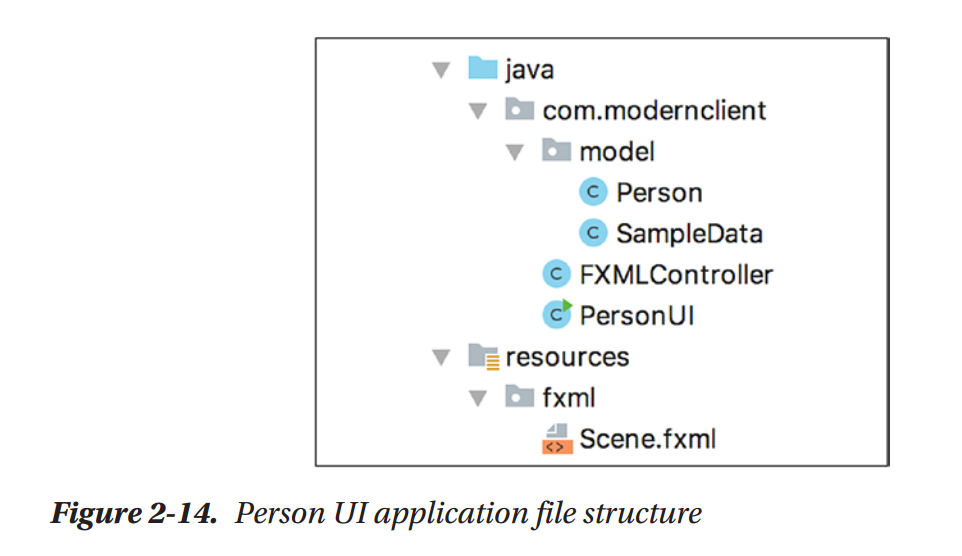 java
com.modernclient
model
Person
SampleData
FXMLController
PersonUI
resources
fxml
Scene.fxml
Figure 2-14. Person UI application file structure